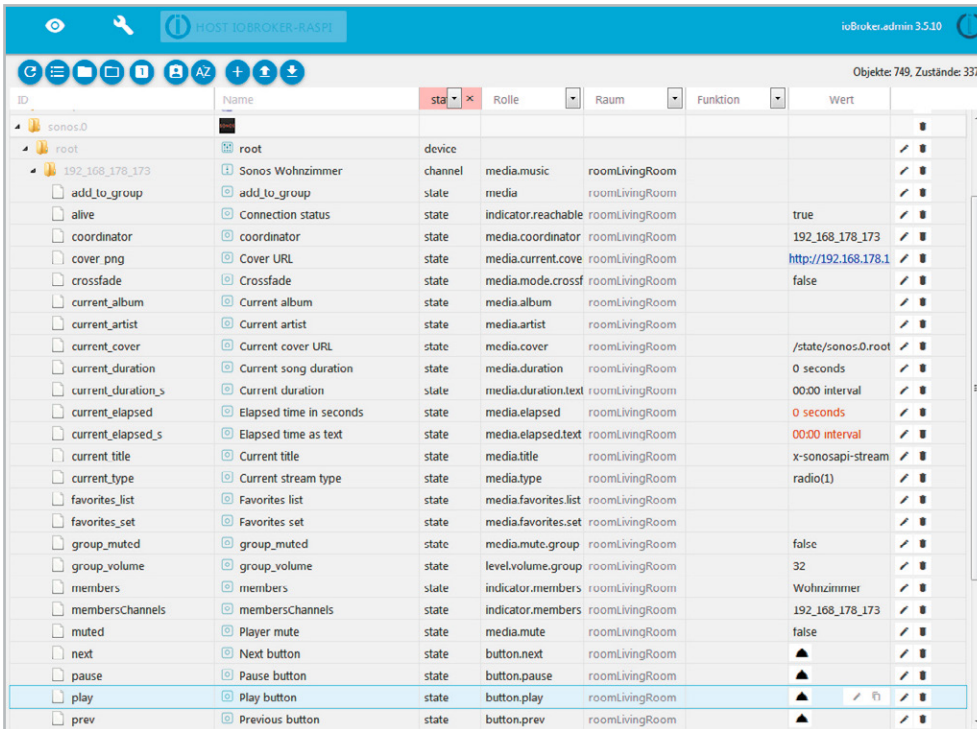 HOST IOBROKER-RASPI ioBroker.admin 3.5.10
Objekte: 749, Zustände: 337
ID Name sta Rolle Raum Funktion Wert
sonos.0
root root device
192_168_178_173 Sonos Wohnzimmer channel media.music roomLivingRoom
add_to_group add_to_group state media roomLivingRoom
alive Connection status state indicator.reachable roomLivingRoom true
coordinator coordinator state media.coordinator roomLivingRoom 192_168_178_173
cover png Cover URL state media.current.cove roomLivingRoom http://192.168.178.1
crossfade Crossfade state media.mode.crossf roomLivingRoom false
current_album Current album state media.album roomLivingRoom
current_artist Current artist state media.artist roomLivingRoom
current_cover Current cover URL state media.cover roomLivingRoom /state/sonos.0.root
current_duration Current song duration state media.duration roomLivingRoom 0 seconds
current_duration_s Current duration state media.duration.text roomLivingRoom 00:00 interval
current_elapsed Elapsed time in seconds state media.elapsed roomLivingRoom 0 seconds
current_elapsed_s Elapsed time as text state media.elapsed.text roomLivingRoom 00:00 interval
current title Current title state media.title roomLivingRoom x-sonosapi-stream
current_type Current stream type state media.type roomLivingRoom radio(1)
favorites_list Favorites list state media.favorites.list roomLivingRoom
favorites_set Favorites set state media.favorites.set roomLivingRoom
group_muted group_muted state media.mute.group roomLivingRoom false
group_volume group_volume state level.volume.group roomLivingRoom 32
members members state indicator.members roomLivingRoom Wohnzimmer
membersChannels membersChannels state indicator.members roomLivingRoom 192_168_178_173
muted Player mute state media.mute roomLivingRoom false
next Next button state button.next roomLivingRoom
pause Pause button state button.pause roomLivingRoom
play Play button state button.play roomLivingRoom
prev Previous button state button.prev roomLivingRoom